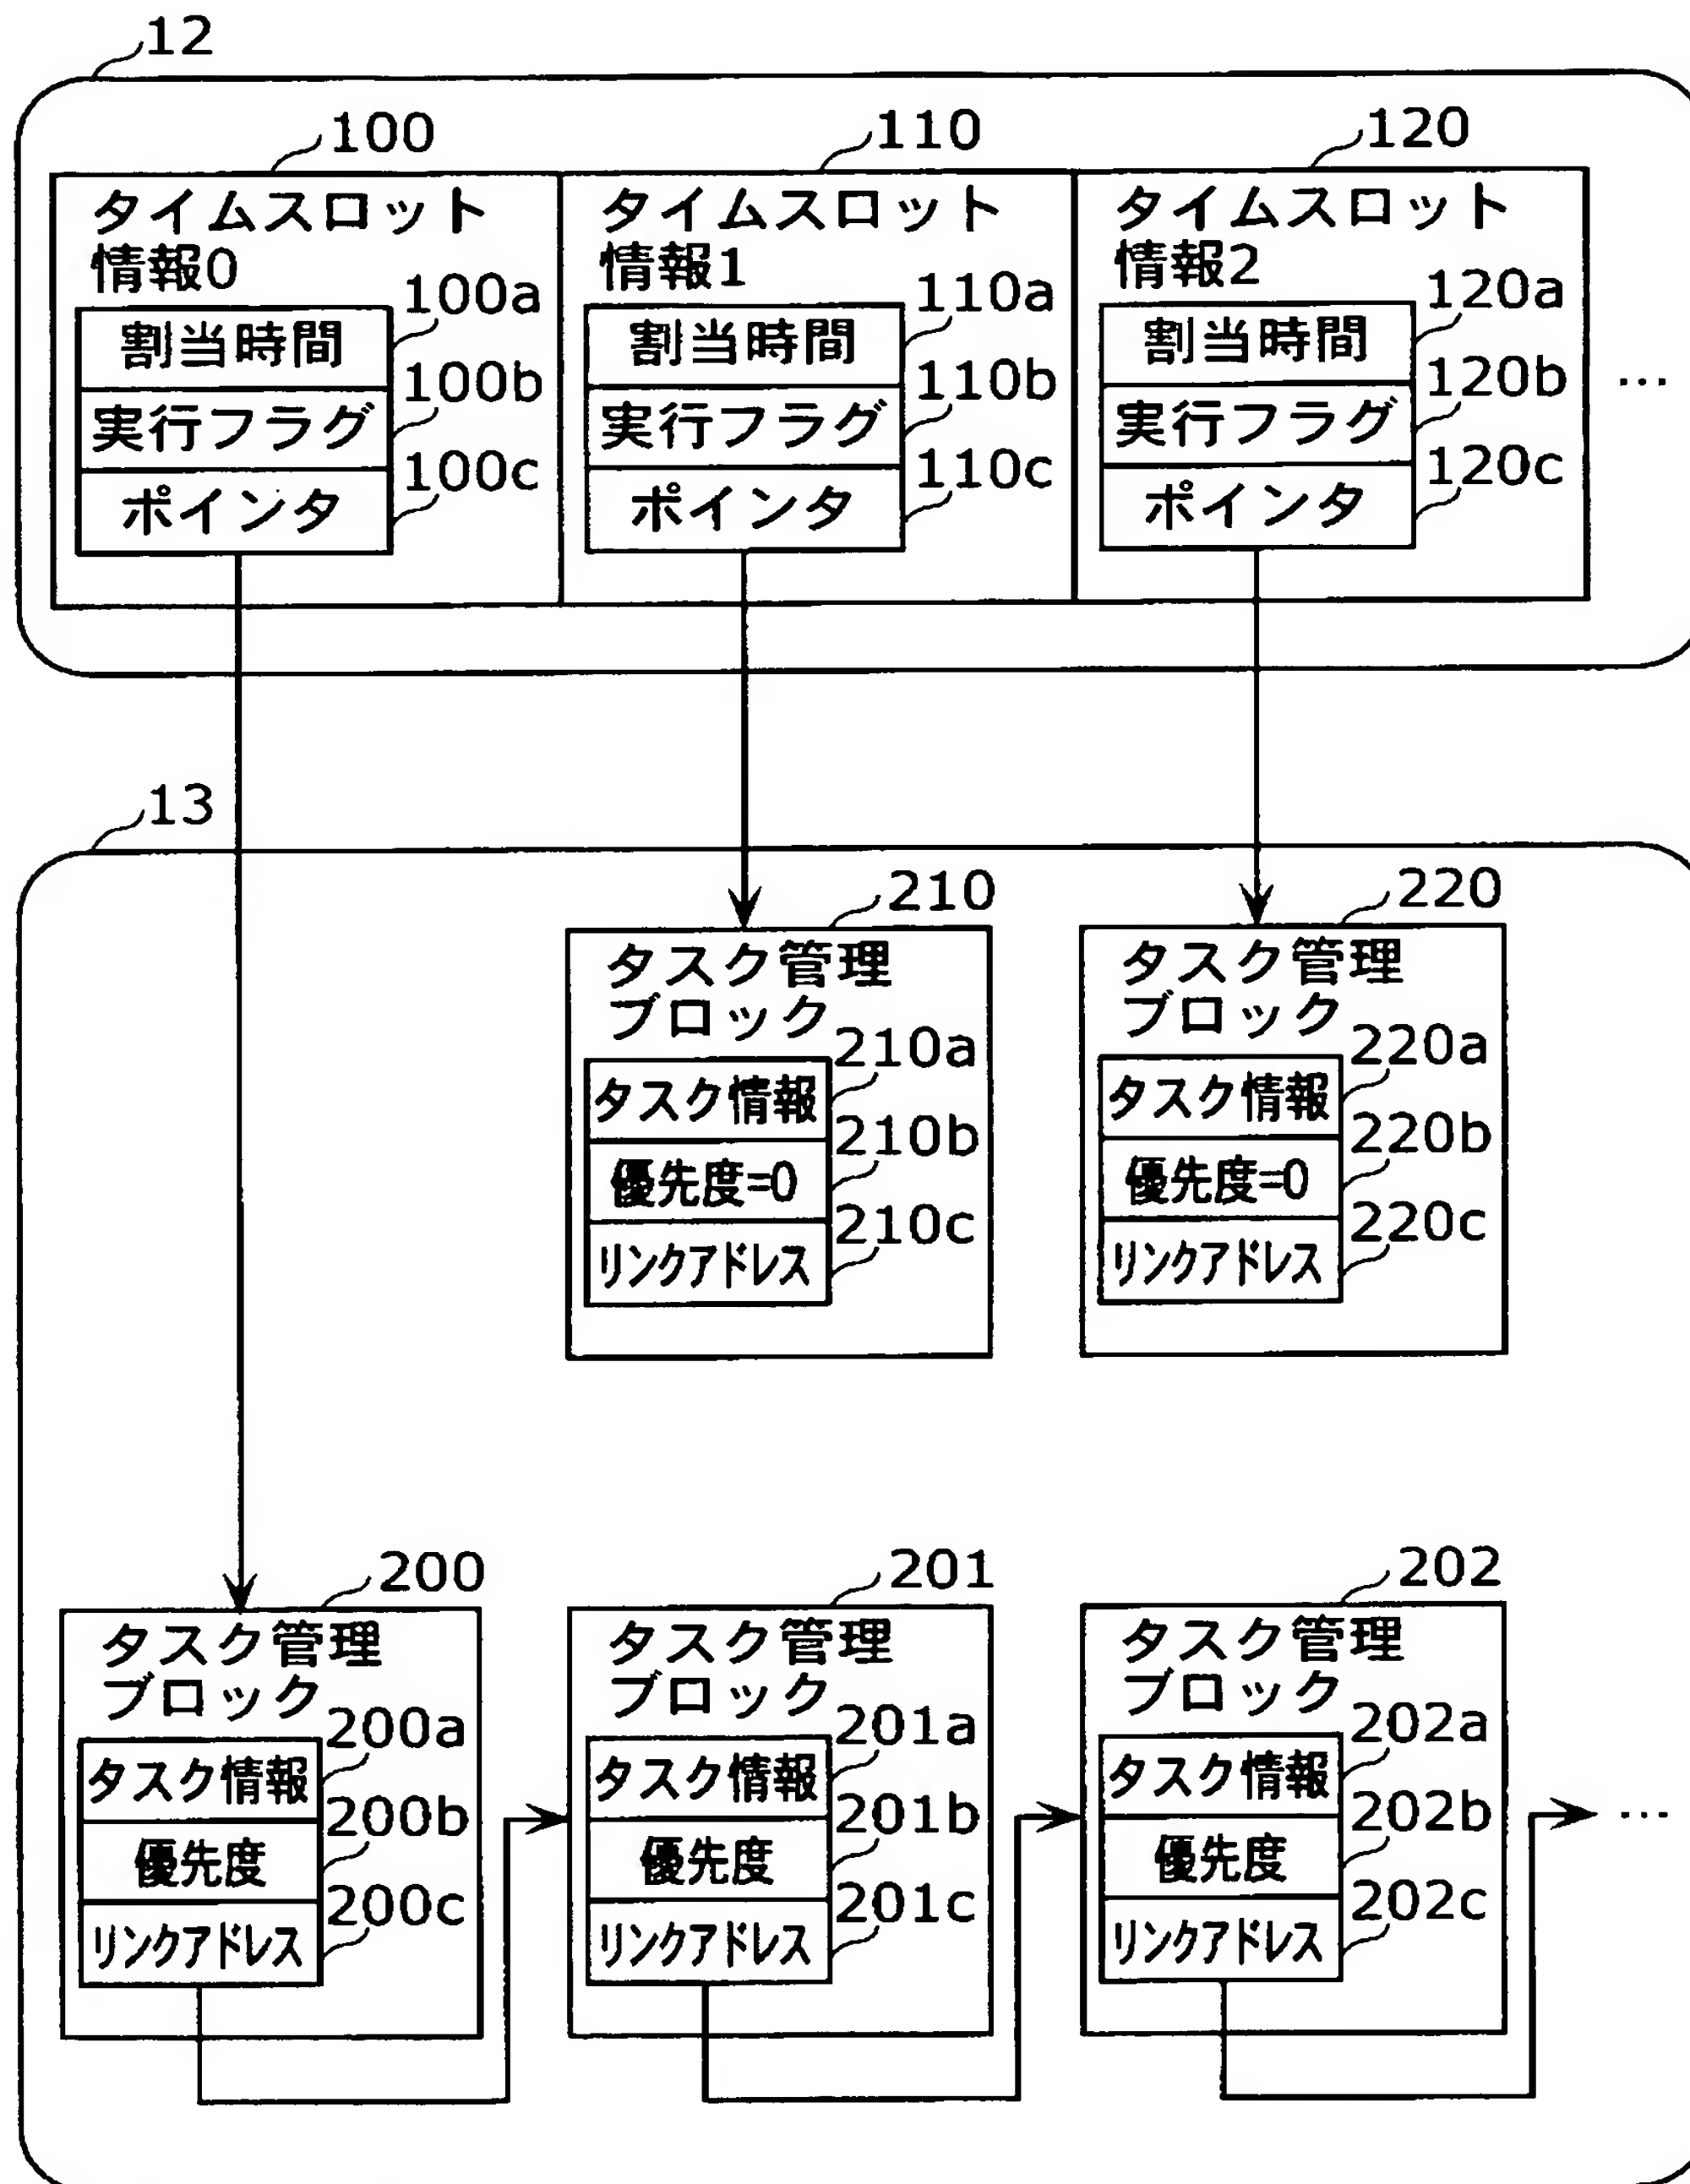 12
100
110
120
タイムスロット
情報0
タイムスロット
情報1
タイムスロット
情報2
100a
110a
120a
割当時間
割当時間
割当時間
100b
110b
120b
実行フラグ
実行フラグ
実行フラグ
…
100c
110c
120c
ポインタ
ポインタ
ポインタ
13
210
220
タスク管理
ブロック
タスク管理
ブロック
210a
220a
タスク情報
タスク情報
210b
220b
優先度=0
優先度=0
210c
220c
リンクアドレス
リンクアドレス
200
201
202
タスク管理
ブロック
タスク管理
ブロック
タスク管理
ブロック
200a
201a
202a
タスク情報
タスク情報
タスク情報
200b
201b
202b
…
優先度
優先度
優先度
200c
201c
202c
リンクアドレス
リンクアドレス
リンクアドレス